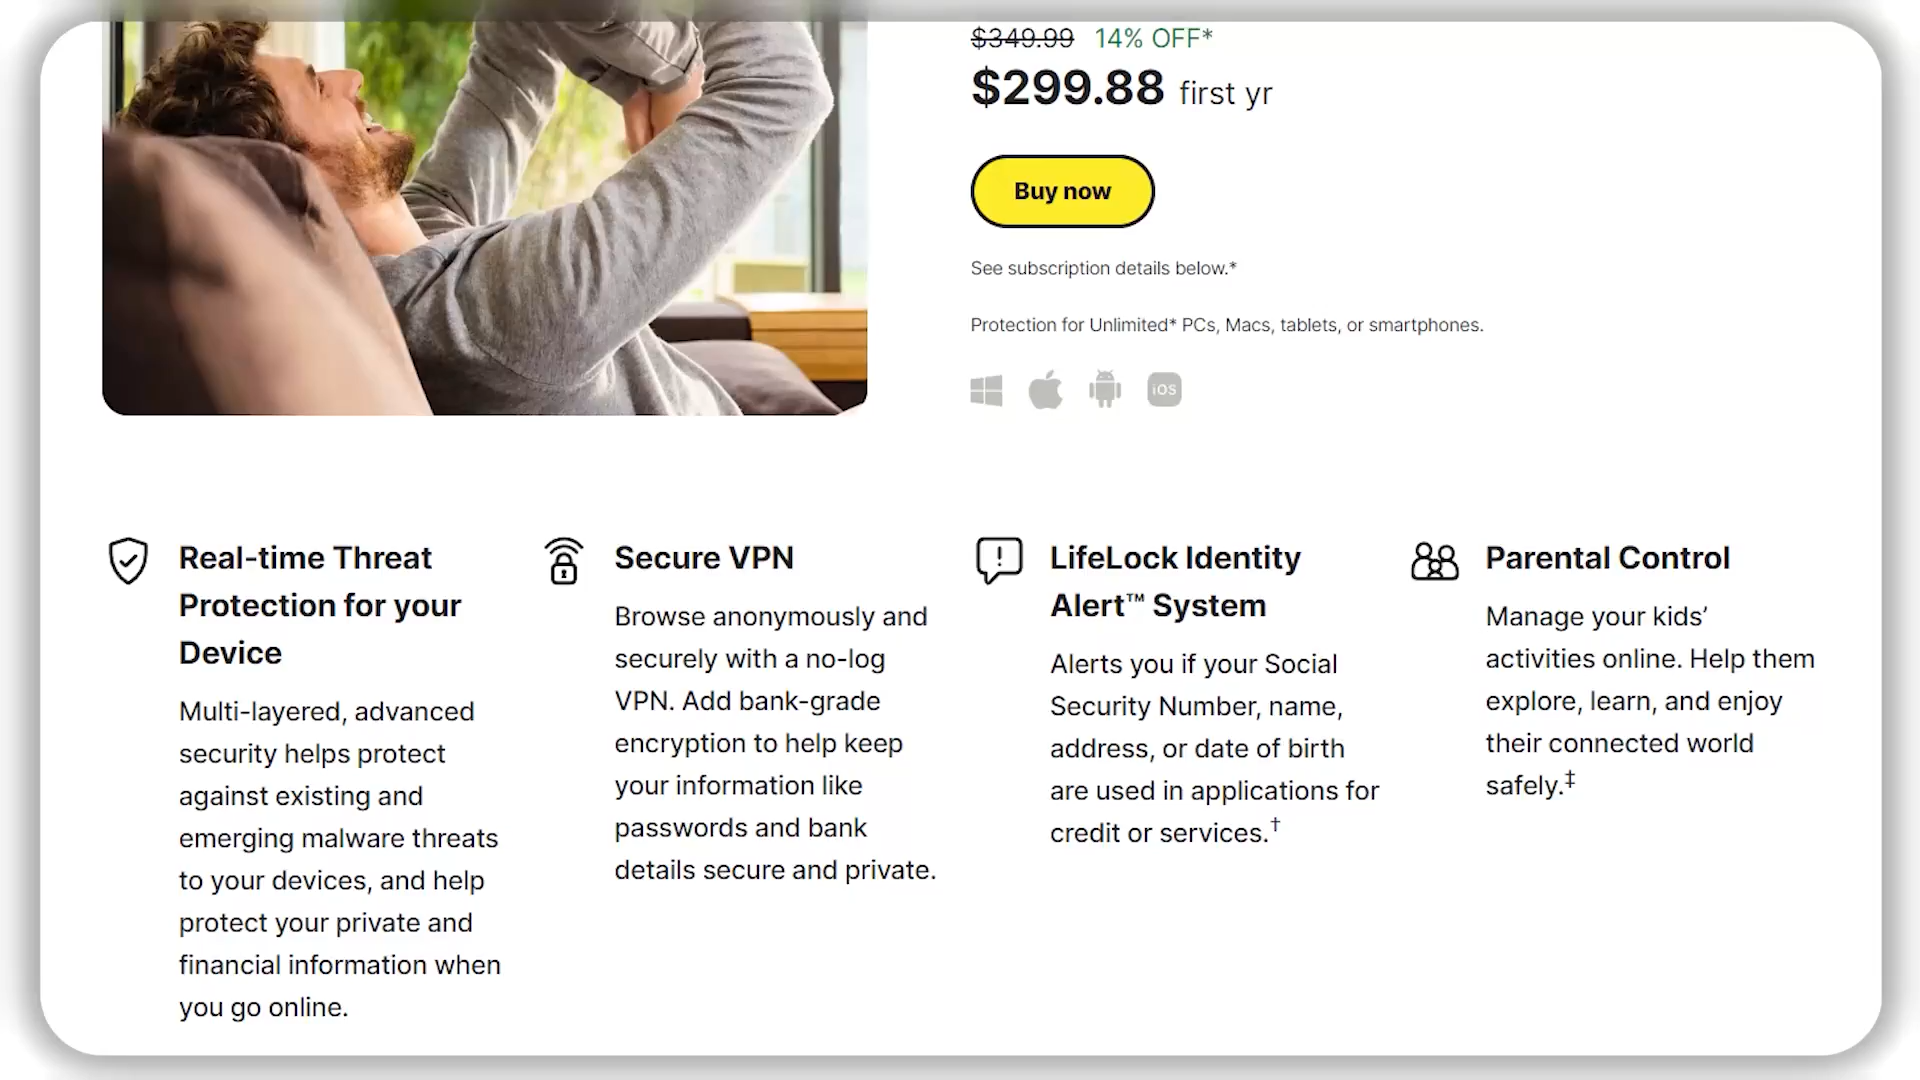 $349.99 14% OFF*
$299.88 first yr
Buy now
See subscription details below.*
Protection for Unlimited* PCs, Macs, tablets, or smartphones.
iOS
Real-time Threat
Protection for your
Device
Multi-layered, advanced
security helps protect
against existing and
emerging malware threats
to your devices, and help
protect your private and
financial information when
you go online.
Secure VPN
Browse anonymously and
securely with a no-log
VPN. Add bank-grade
encryption to help keep
your information like
passwords and bank
details secure and private.
LifeLock Identity
Alert™ System
Alerts you if your Social
Security Number, name,
address, or date of birth
are used in applications for
credit or services.†
Parental Control
Manage your kids’
activities online. Help them
explore, learn, and enjoy
their connected world
safely.‡